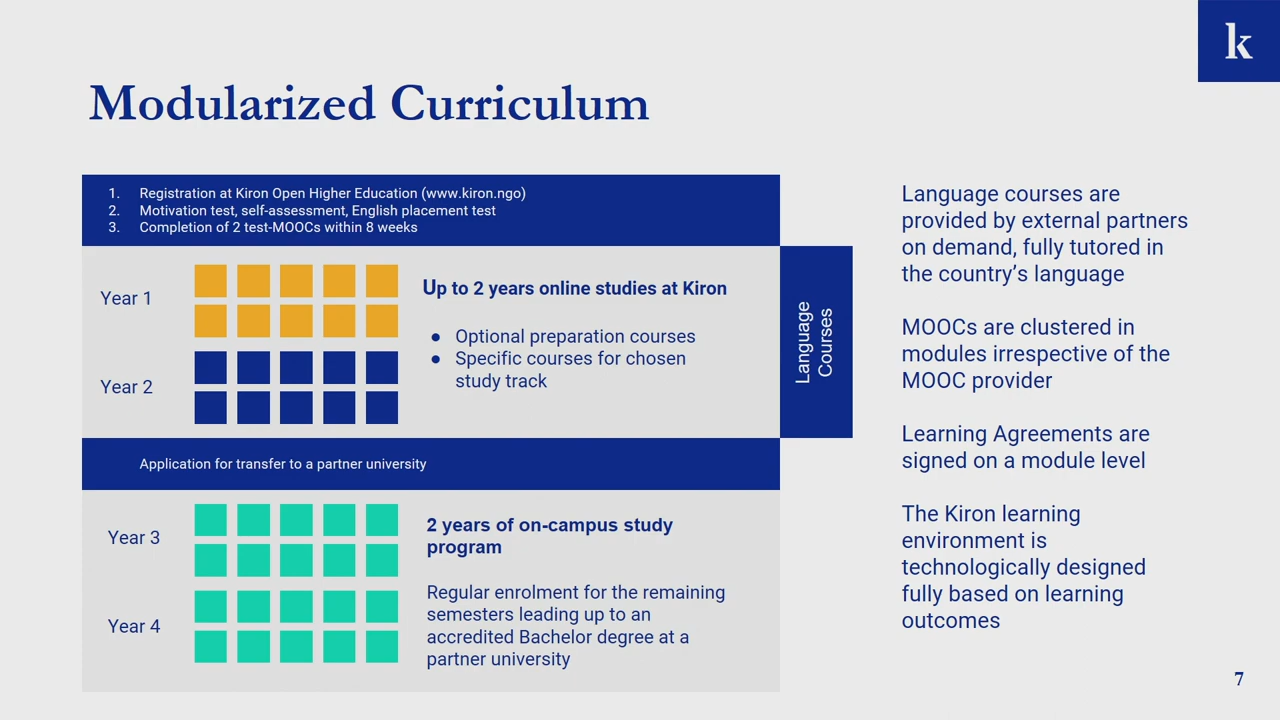 k
Modularized Curriculum
1. Registration at Kiron Open Higher Education (www.kiron.ngo)
2. Motivation test, self-assessment, English placement test
3. Completion of 2 test-MOOCs within 8 weeks
Year 1
Year 2
Up to 2 years online studies at Kiron
● Optional preparation courses
● Specific courses for chosen
study track
Language
Courses
Application for transfer to a partner university
Year 3
Year 4
2 years of on-campus study
program
Regular enrolment for the remaining
semesters leading up to an
accredited Bachelor degree at a
partner university
Language courses are
provided by external partners
on demand, fully tutored in
the country’s language
MOOCs are clustered in
modules irrespective of the
MOOC provider
Learning Agreements are
signed on a module level
The Kiron learning
environment is
technologically designed
fully based on learning
outcomes
7